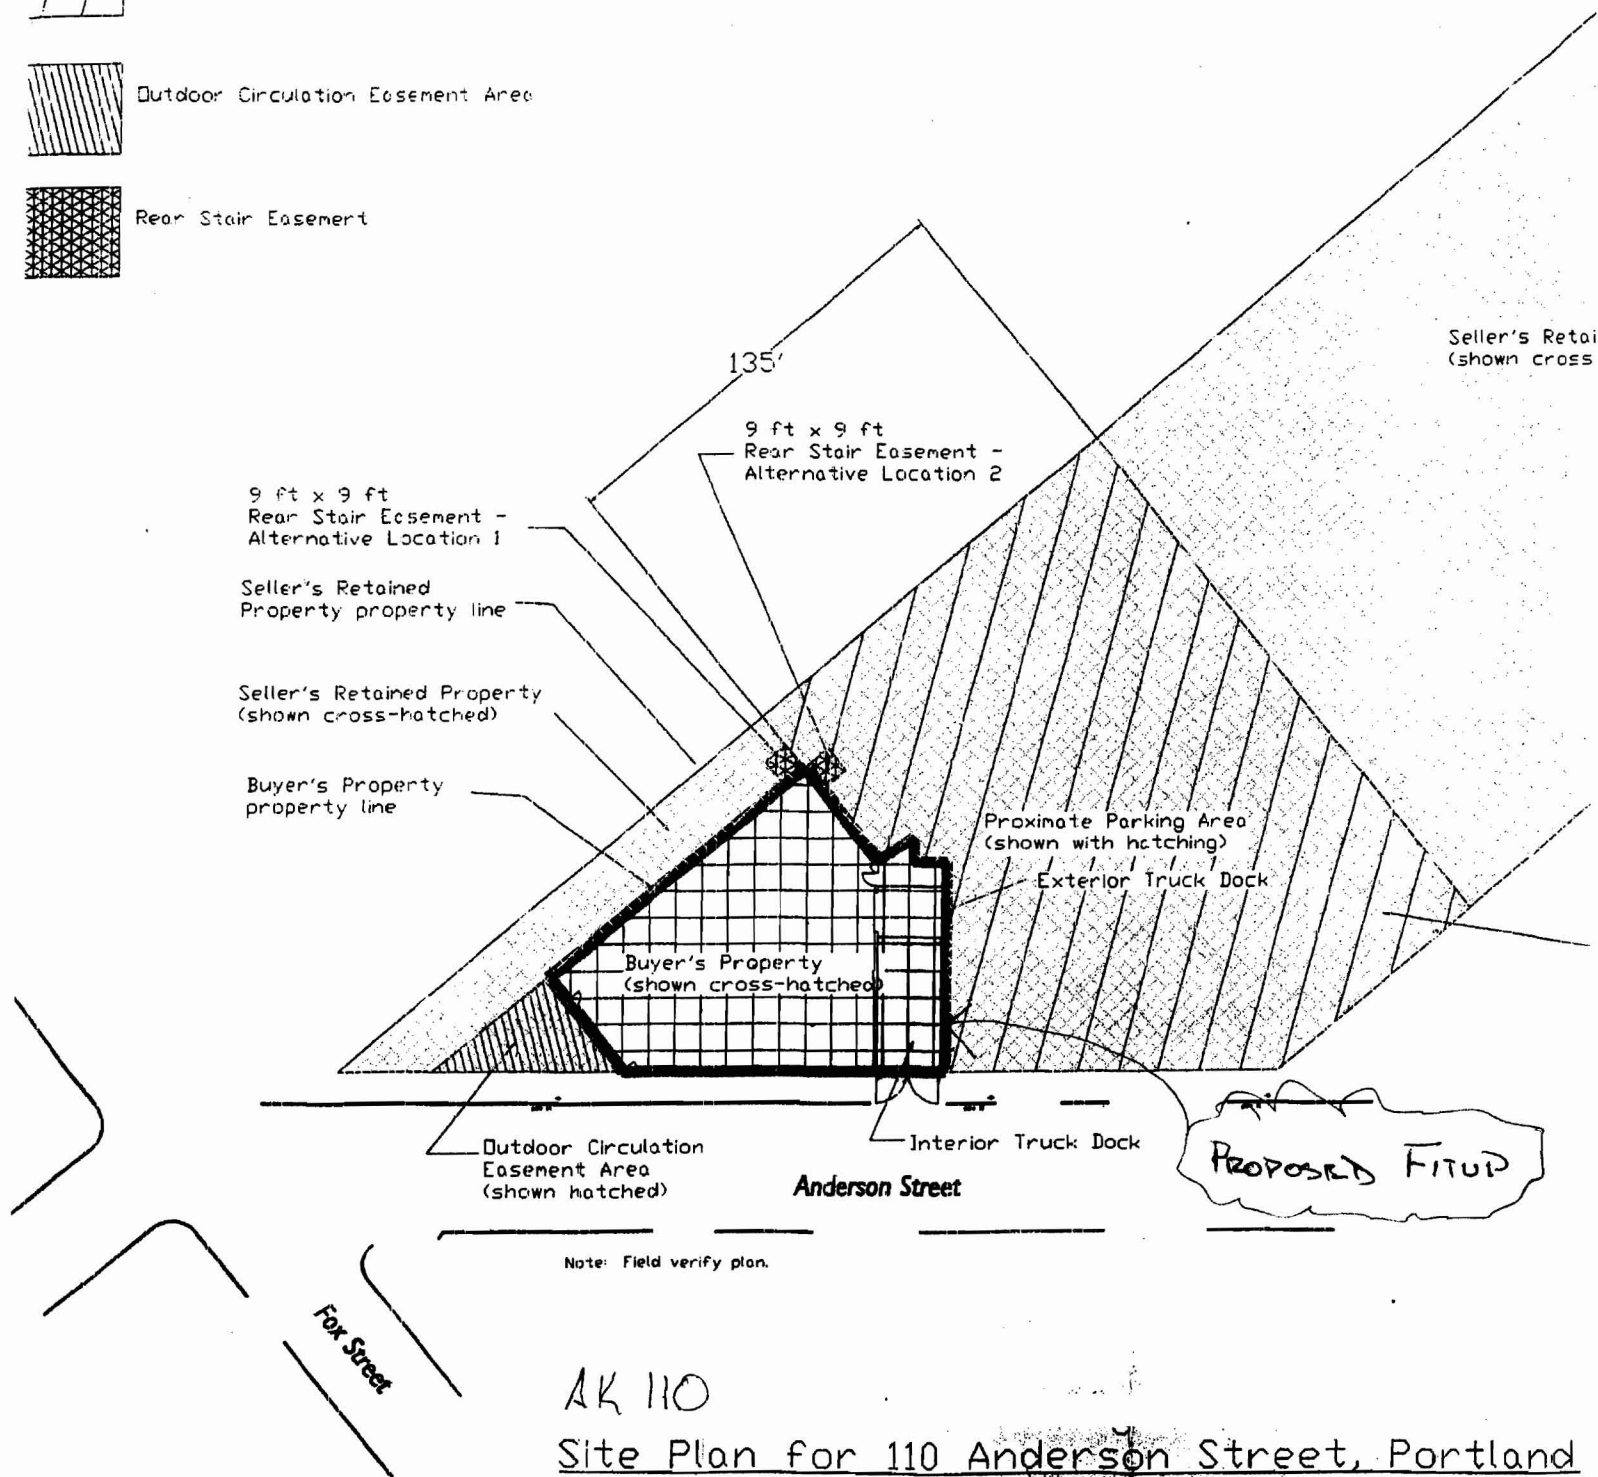 Outdoor Circulation Easement Area
Rear Stair Easement
135'
Seller's Retai
(shown cross
9 ft x 9 ft
Rear Stair Easement -
Alternative Location 2
9 ft x 9 ft
Rear Stair Easement -
Alternative Location 1
Seller's Retained
Property property line
Seller's Retained Property
(shown cross-hatched)
Buyer's Property
property line
Proximate Parking Area
(shown with hatching)
Exterior Truck Dock
Buyer's Property
(shown cross-hatched)
Outdoor Circulation
Easement Area
(shown hatched)
Interior Truck Dock
PROPOSED FITUP
Anderson Street
Note: Field verify plan.
Fox Street
AK 110
Site Plan for 110 Anderson Street, Portland